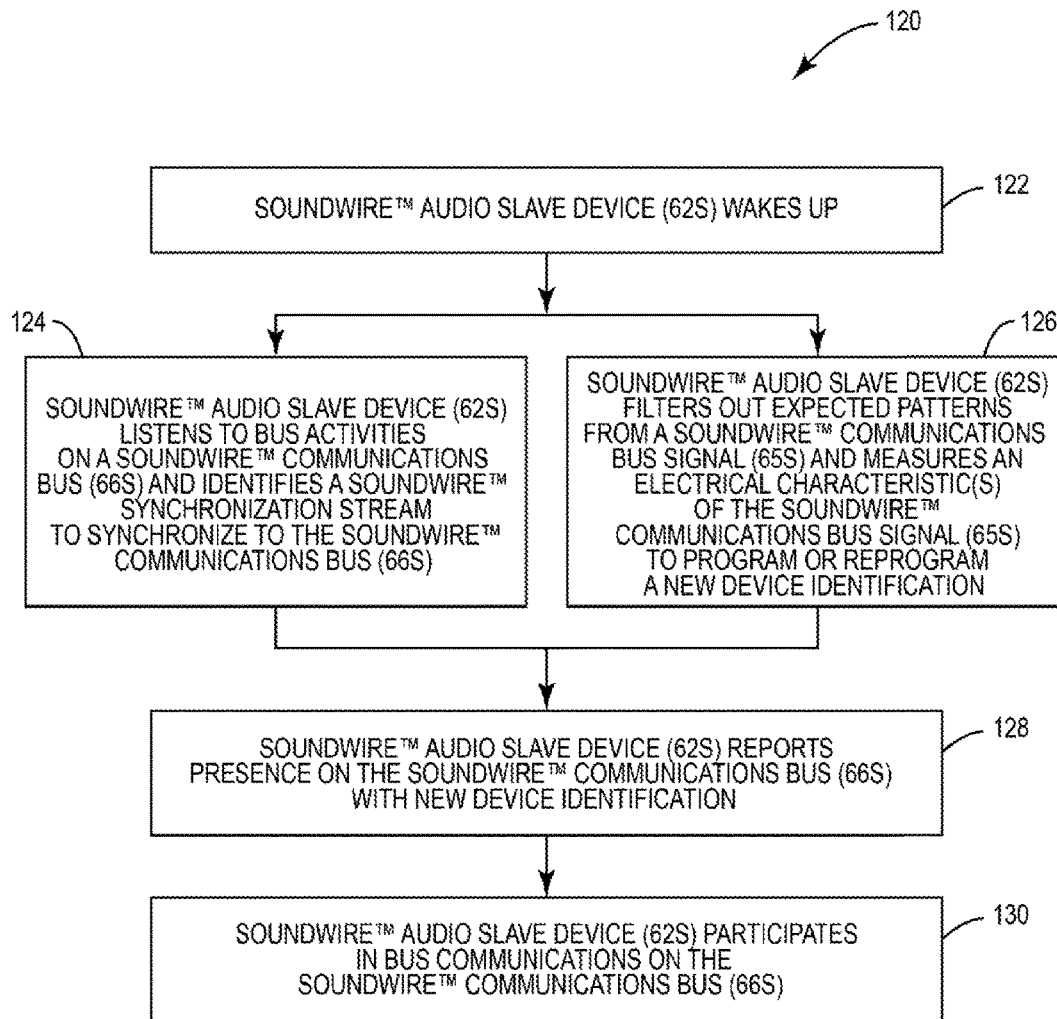 120
122
SOUNDWIRE™ AUDIO SLAVE DEVICE (62S) WAKES UP
124
SOUNDWIRE™ AUDIO SLAVE DEVICE (62S)
LISTENS TO BUS ACTIVITIES
ON A SOUNDWIRE™ COMMUNICATIONS
BUS (66S) AND IDENTIFIES A SOUNDWIRE™
SYNCHRONIZATION STREAM
TO SYNCHRONIZE TO THE SOUNDWIRE™
COMMUNICATIONS BUS (66S)
126
SOUNDWIRE™ AUDIO SLAVE DEVICE (62S)
FILTERS OUT EXPECTED PATTERNS
FROM A SOUNDWIRE™ COMMUNICATIONS
BUS SIGNAL (65S) AND MEASURES AN
ELECTRICAL CHARACTERISTIC(S)
OF THE SOUNDWIRE™
COMMUNICATIONS BUS SIGNAL (65S)
TO PROGRAM OR REPROGRAM
A NEW DEVICE IDENTIFICATION
128
SOUNDWIRE™ AUDIO SLAVE DEVICE (62S) REPORTS
PRESENCE ON THE SOUNDWIRE™ COMMUNICATIONS BUS (66S)
WITH NEW DEVICE IDENTIFICATION
130
SOUNDWIRE™ AUDIO SLAVE DEVICE (62S) PARTICIPATES
IN BUS COMMUNICATIONS ON THE
SOUNDWIRE™ COMMUNICATIONS BUS (66S)